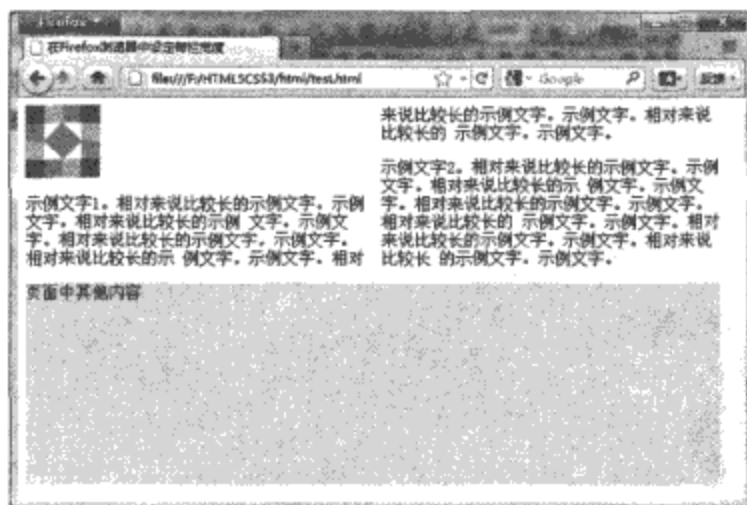 Firefox
在Firefox浏览器中设定每栏宽度
file:///F:/HTML5CSS3/html/test.html
Google
反馈
示例文字1。相对来说比较长的示例文字。示例
文字。相对来说比较长的示例 文字。示例文
字。相对来说比较长的示例文字。示例文字。
相对来说比较长的示 例文字。示例文字。相对
来说比较长的示例文字。示例文字。相对来说
比较长的 示例文字。示例文字。
示例文字2。相对来说比较长的示例文字。示例
文字。相对来说比较长的示 例文字。示例文
字。相对来说比较长的示例文字。示例文字。
相对来说比较长的 示例文字。示例文字。相对
来说比较长的示例文字。示例文字。相对来说
比较长 的示例文字。示例文字。
页面中其他内容